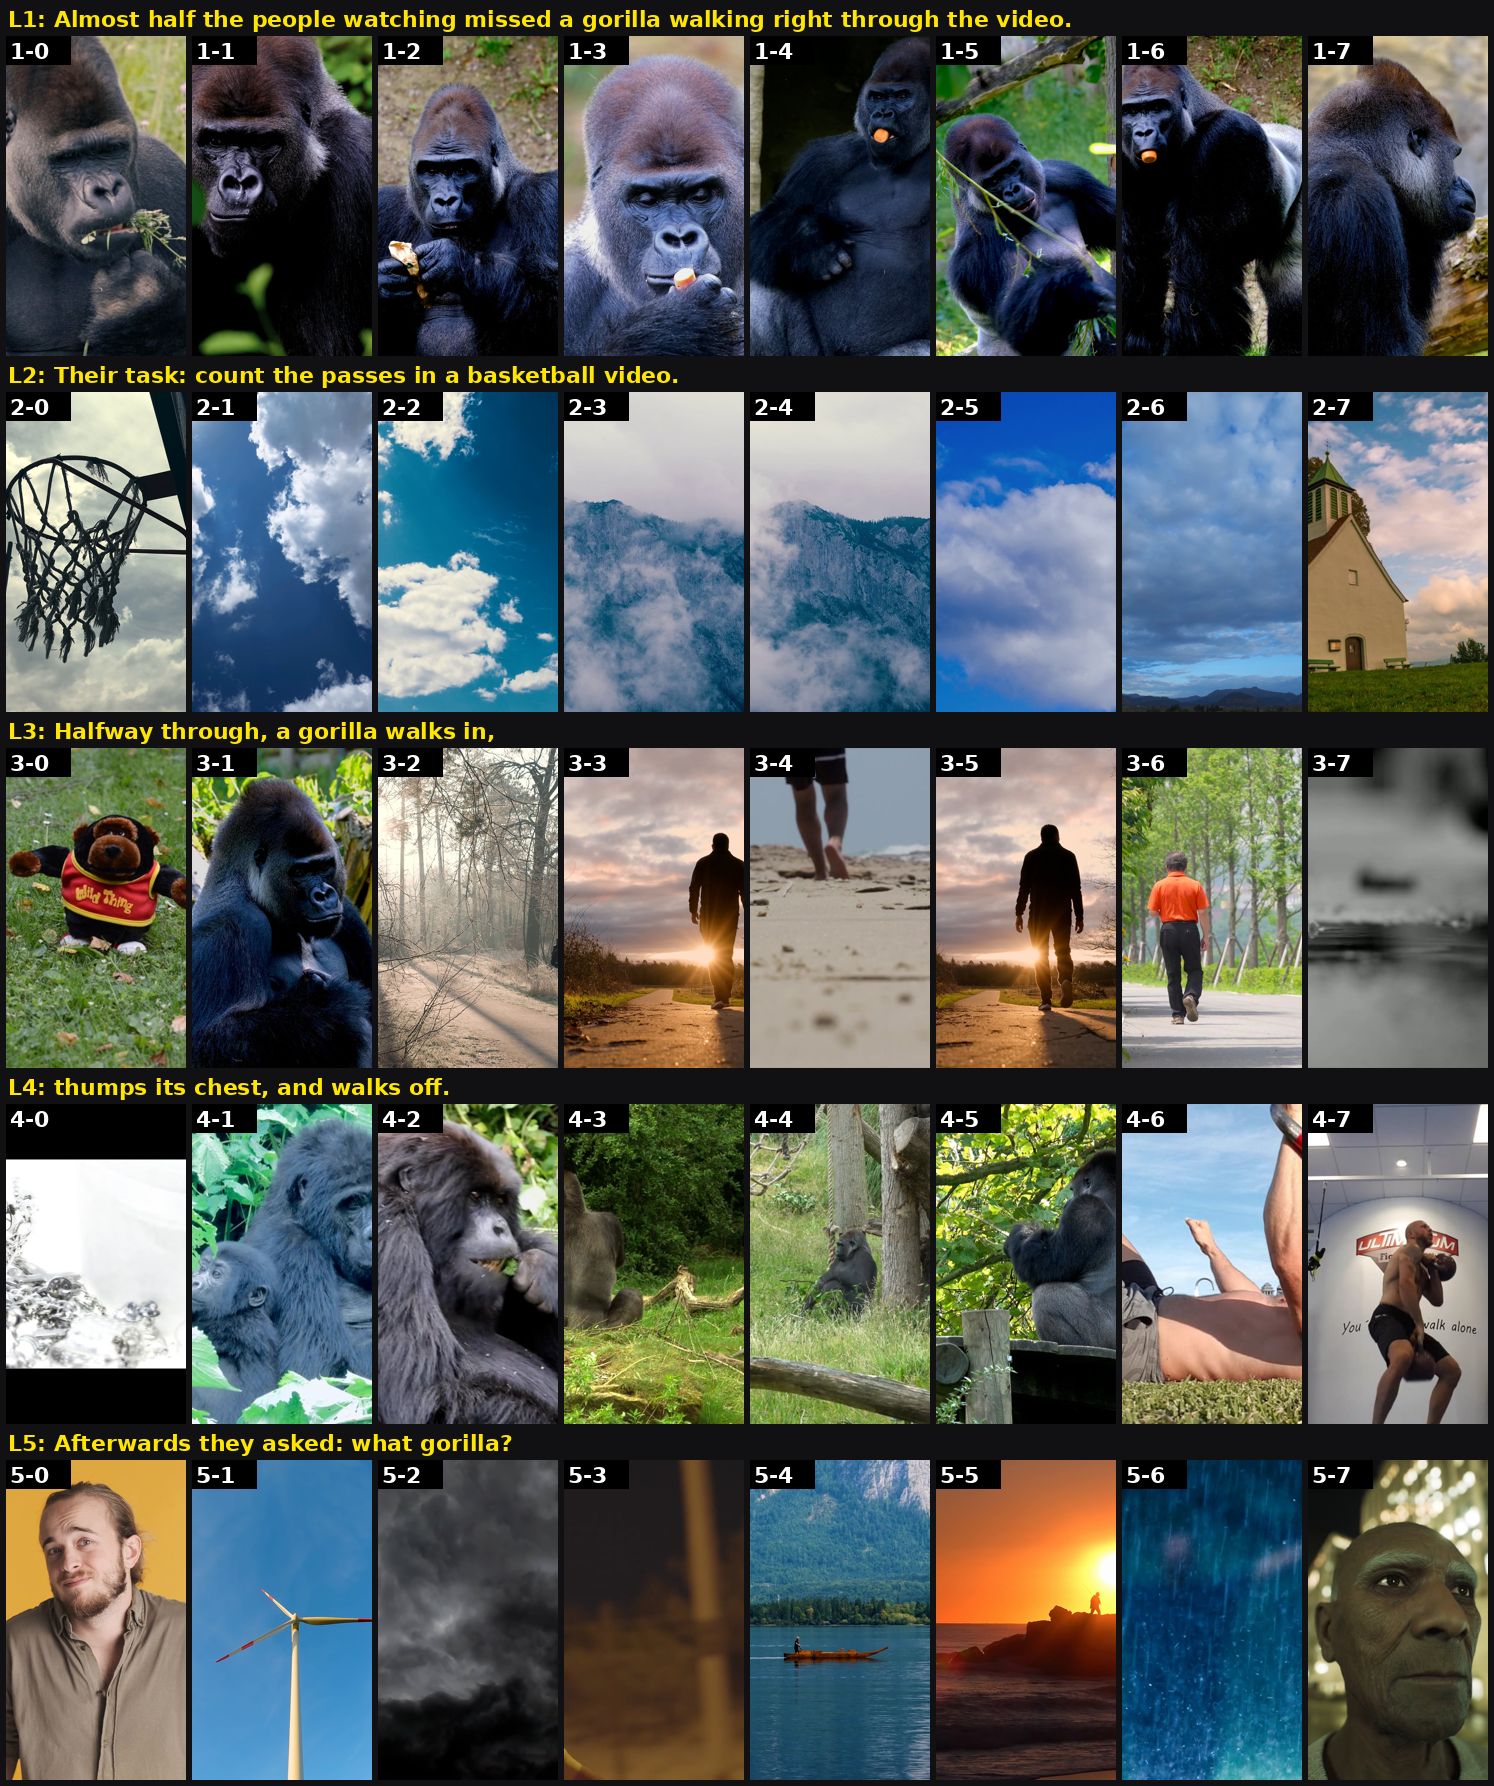 L1: Almost half the people watching missed a gorilla walking right through the video.
1-0 1-1 1-2 1-3 1-4 1-5 1-6 1-7
L2: Their task: count the passes in a basketball video.
2-0 2-1 2-2 2-3 2-4 2-5 2-6 2-7
L3: Halfway through, a gorilla walks in,
3-0 3-1 3-2 3-3 3-4 3-5 3-6 3-7
Wild Thing
L4: thumps its chest, and walks off.
4-0 4-1 4-2 4-3 4-4 4-5 4-6 4-7
You walk alone
L5: Afterwards they asked: what gorilla?
5-0 5-1 5-2 5-3 5-4 5-5 5-6 5-7